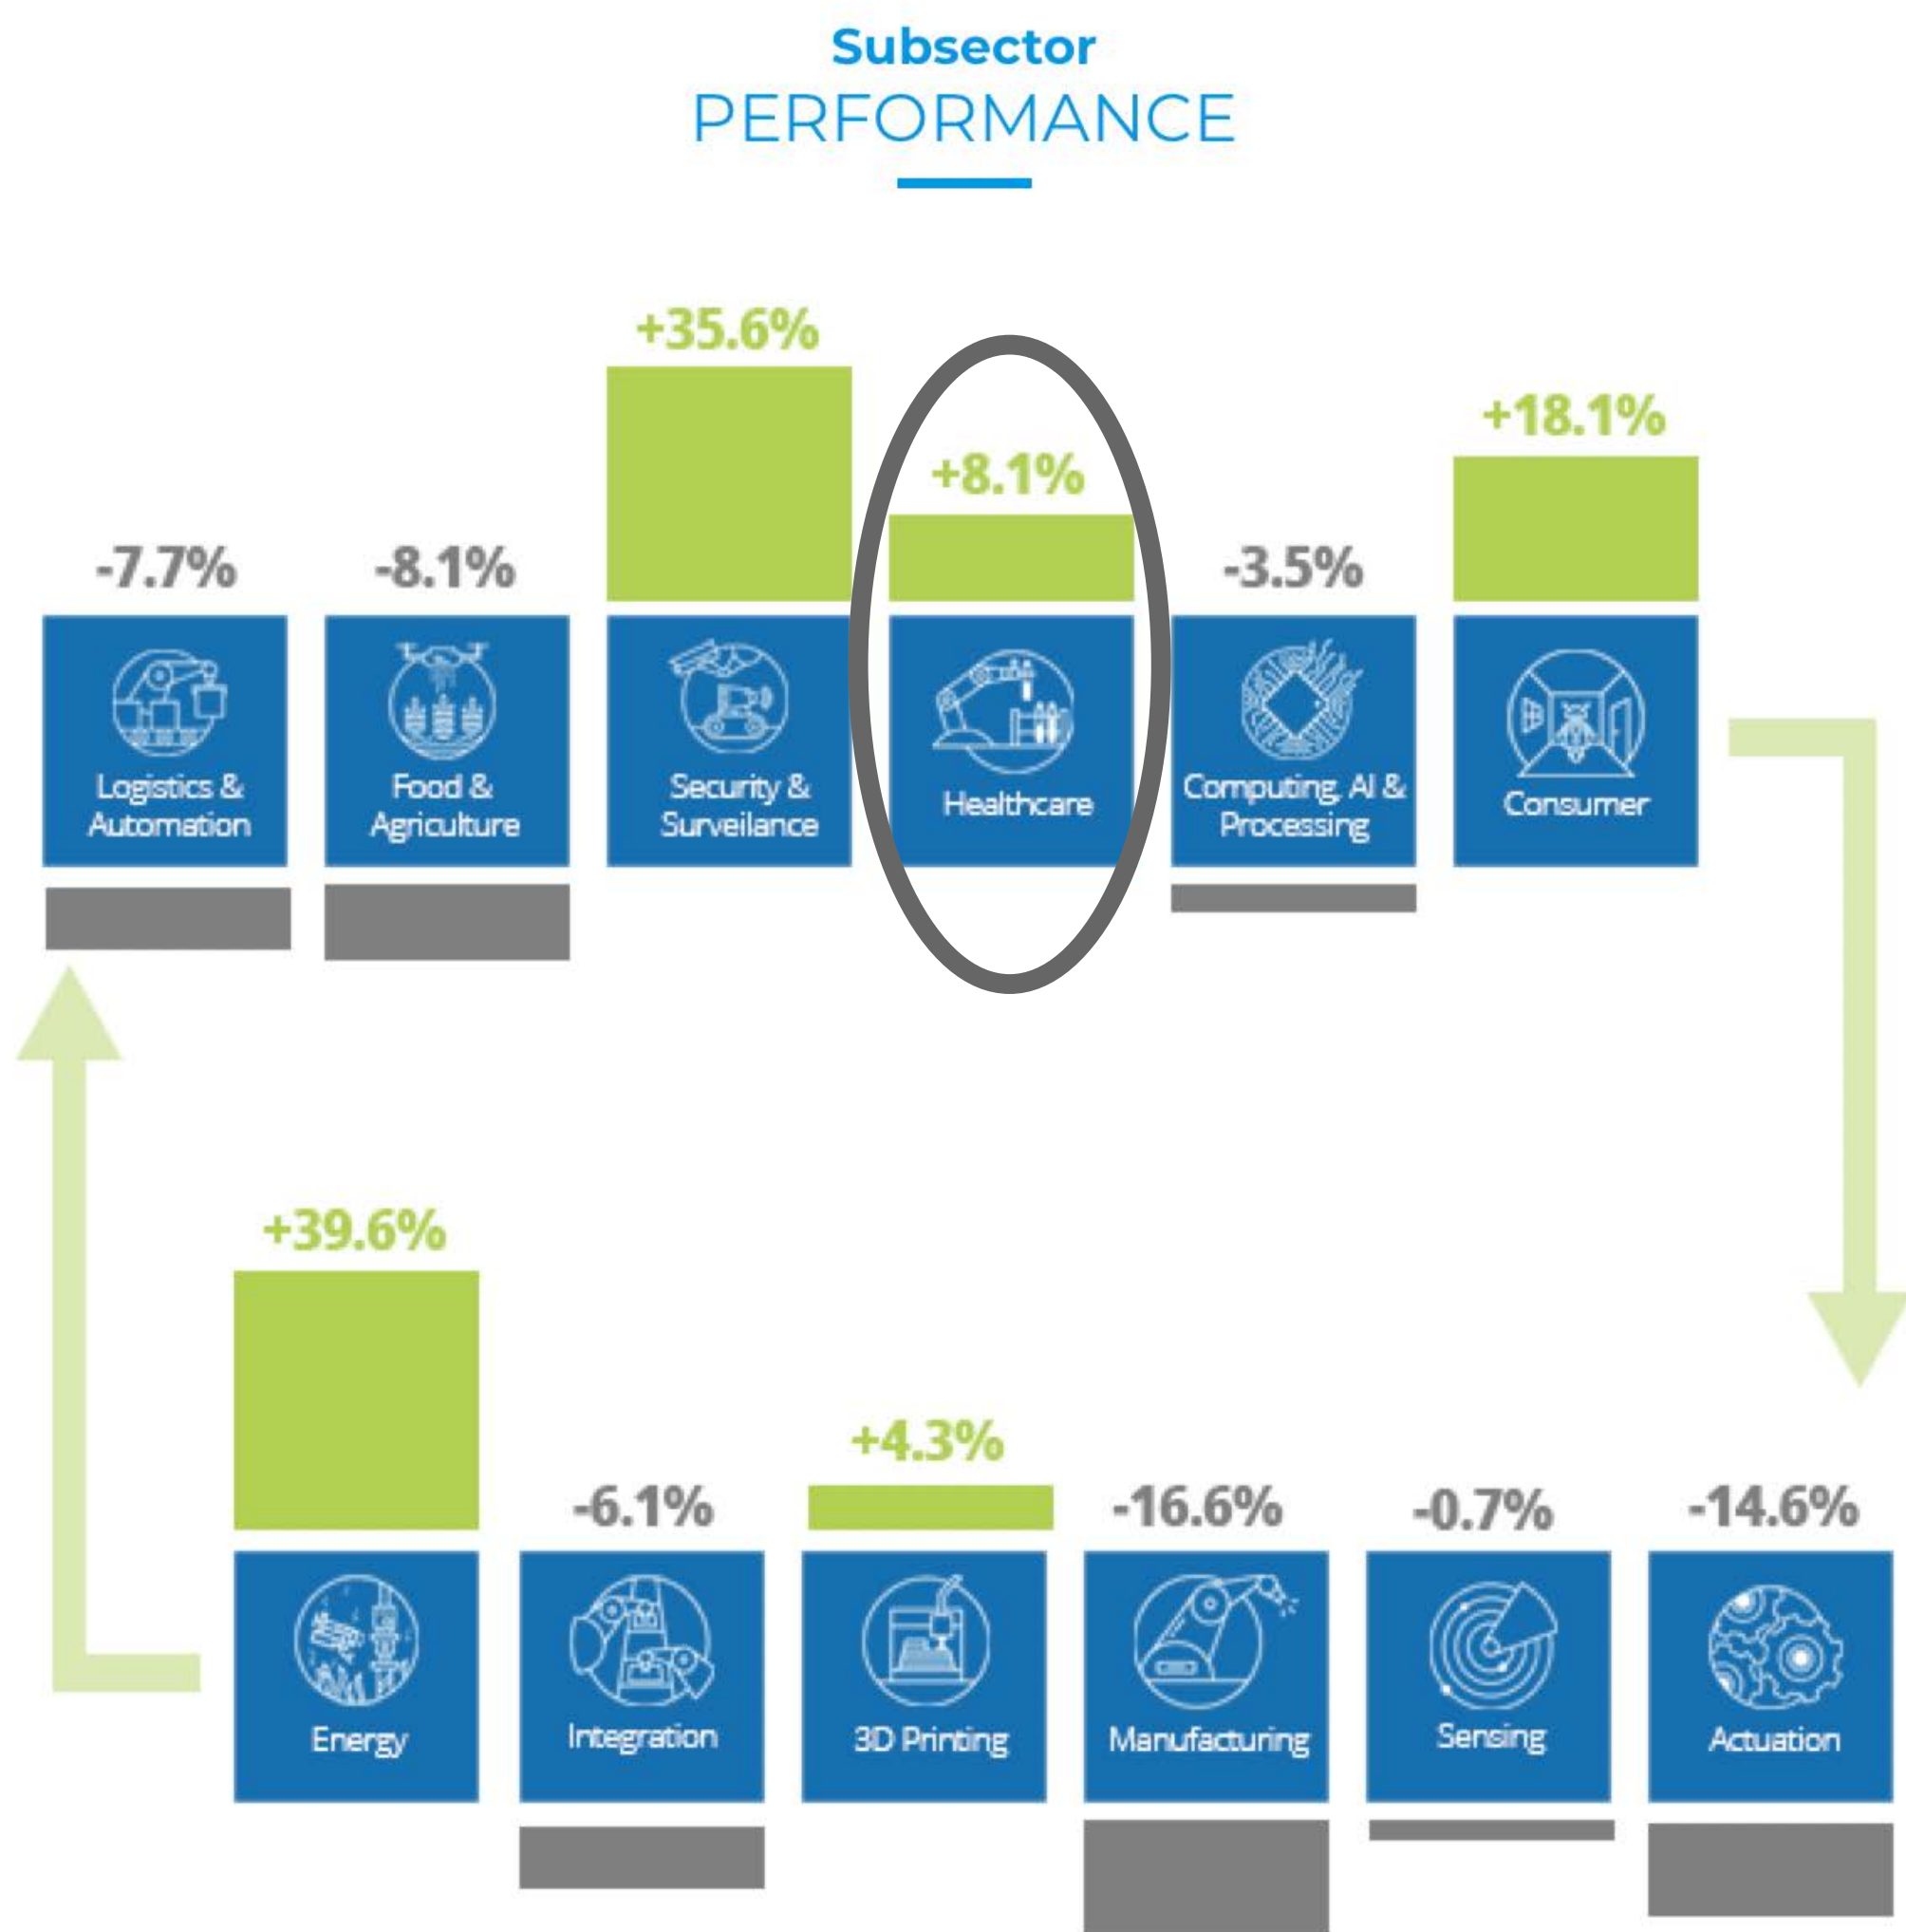 Subsector
PERFORMANCE
+35.6%
+8.1%
+18.1%
-7.7%
-8.1%
-3.5%
Logistics &
Automation
Food &
Agriculture
Security &
Surveilance
Healthcare
Computing, AI &
Processing
Consumer
+39.6%
+4.3%
-6.1%
-16.6%
-0.7%
-14.6%
Energy
Integration
3D Printing
Manufacturing
Sensing
Actuation